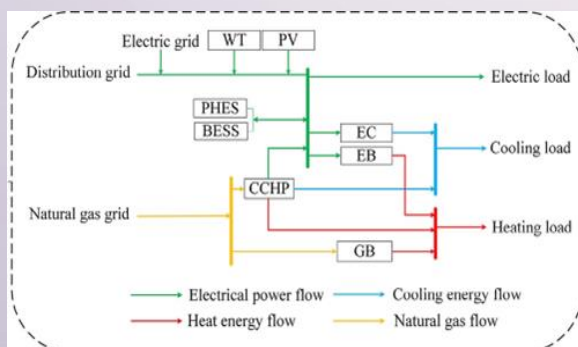 Electric grid WT PV
Distribution grid
Electric load
PHES
BESS
EC
EB
Cooling load
CCHP
Natural gas grid
Heating load
GB
Electrical power flow
Cooling energy flow
Heat energy flow
Natural gas flow